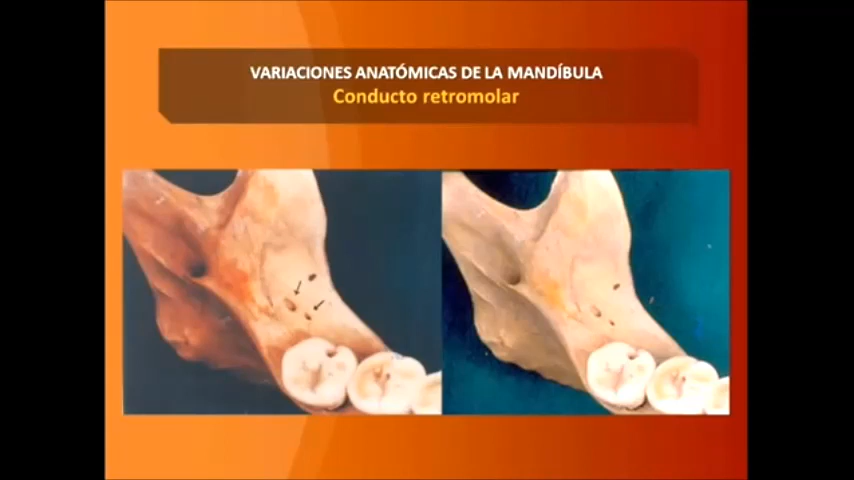 VARIACIONES ANATÓMICAS DE LA MANDÍBULA
Conducto retromolar